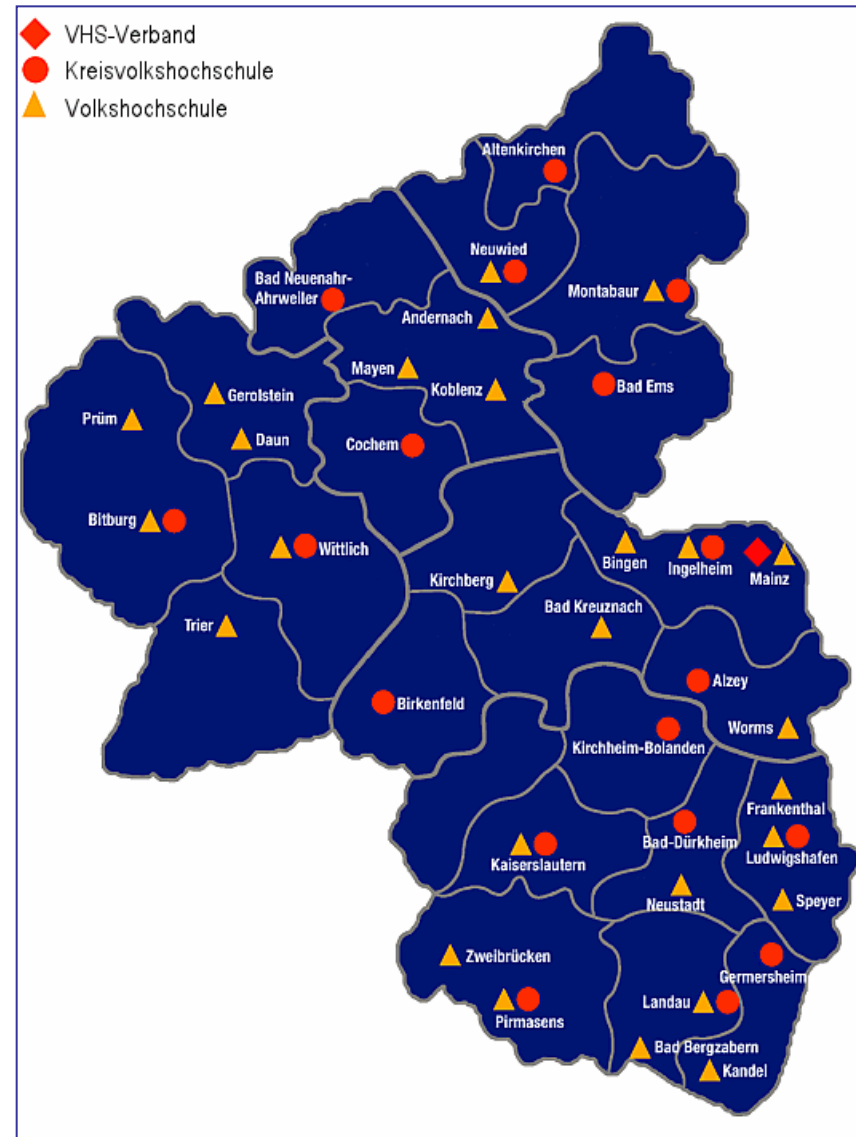 VHS-Verband
Kreisvolkshochschule
Volkshochschule
Altenkirchen
Neuwied
Bad Neuenahr-
Ahrweiler
Montabaur
Andernach
Mayen
Koblenz
Bad Ems
Gerolstein
Prüm
Daun
Cochem
Bitburg
Wittlich
Bingen
Ingelheim
Mainz
Kirchberg
Bad Kreuznach
Trier
Alzey
Birkenfeld
Worms
Kirchheim-Bolanden
Frankenthal
Bad-Dürkheim
Ludwigshafen
Kaiserslautern
Neustadt
Speyer
Zweibrücken
Germersheim
Landau
Pirmasens
Bad Bergzabern
Kandel